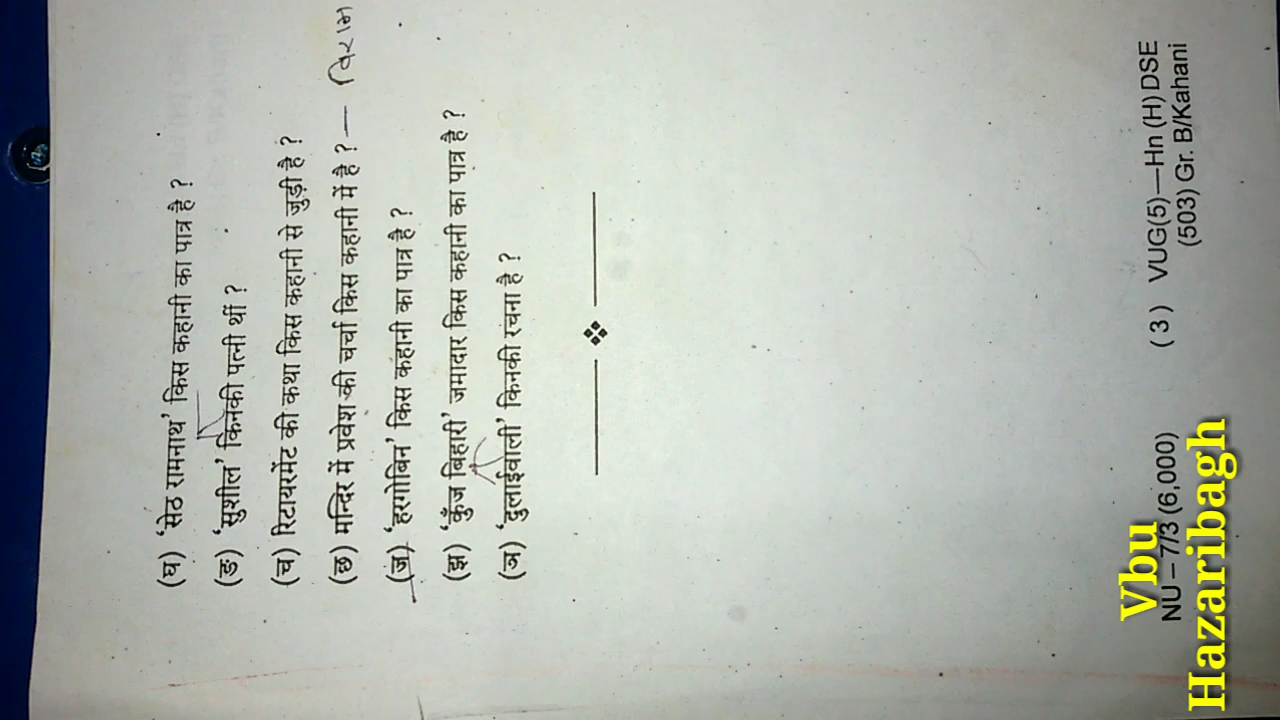 (घ) ‘सेठ रामनाथ’ किस कहानी का पात्र है ?
(ङ) ‘सुशील’ किनकी पत्नी थीं ?
(च) रिटायरमेंट की कथा किस कहानी से जुड़ी है ?
(छ) मन्दिर में प्रवेश की चर्चा किस कहानी में है ? — विराम
(ज) ‘हरगोबिन’ किस कहानी का पात्र है ?
(झ) ‘कुँज बिहारी’ जमादार किस कहानी का पात्र है ?
(ञ) ‘दुलाईवाली’ किनकी रचना है ?
NU – 7/3 (6,000) ( 3 ) VUG(5)—Hn (H) DSE
(503) Gr. B/Kahani
Vbu
Hazaribagh